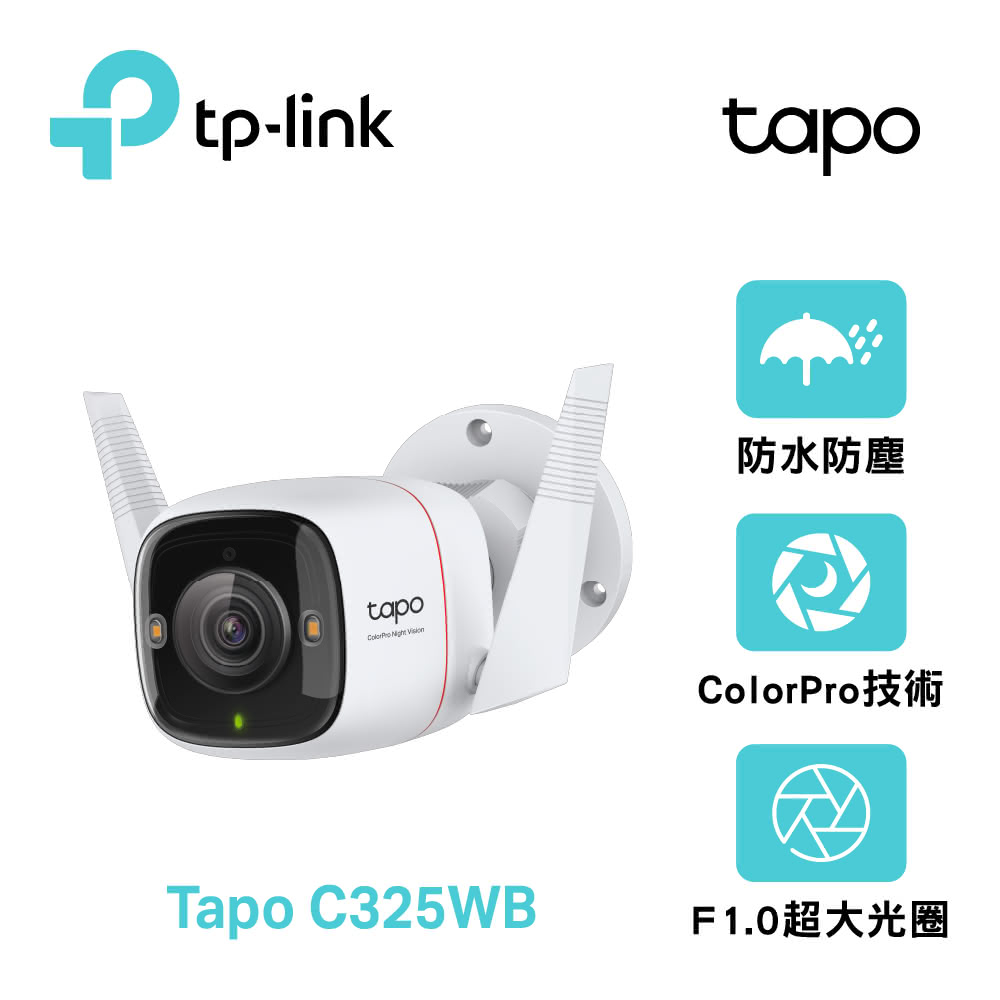 tp-link
tapo
防水防塵
tapo
ColorPro Night Vision
ColorPro技術
Tapo C325WB
F1.0超大光圈